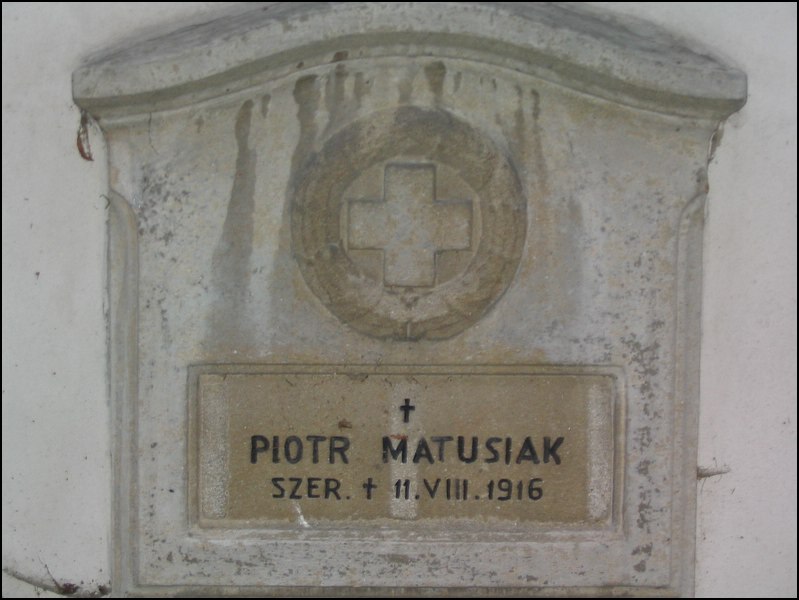 †
PIOTR MATUSIAK
SZER. † 11.VIII.1916